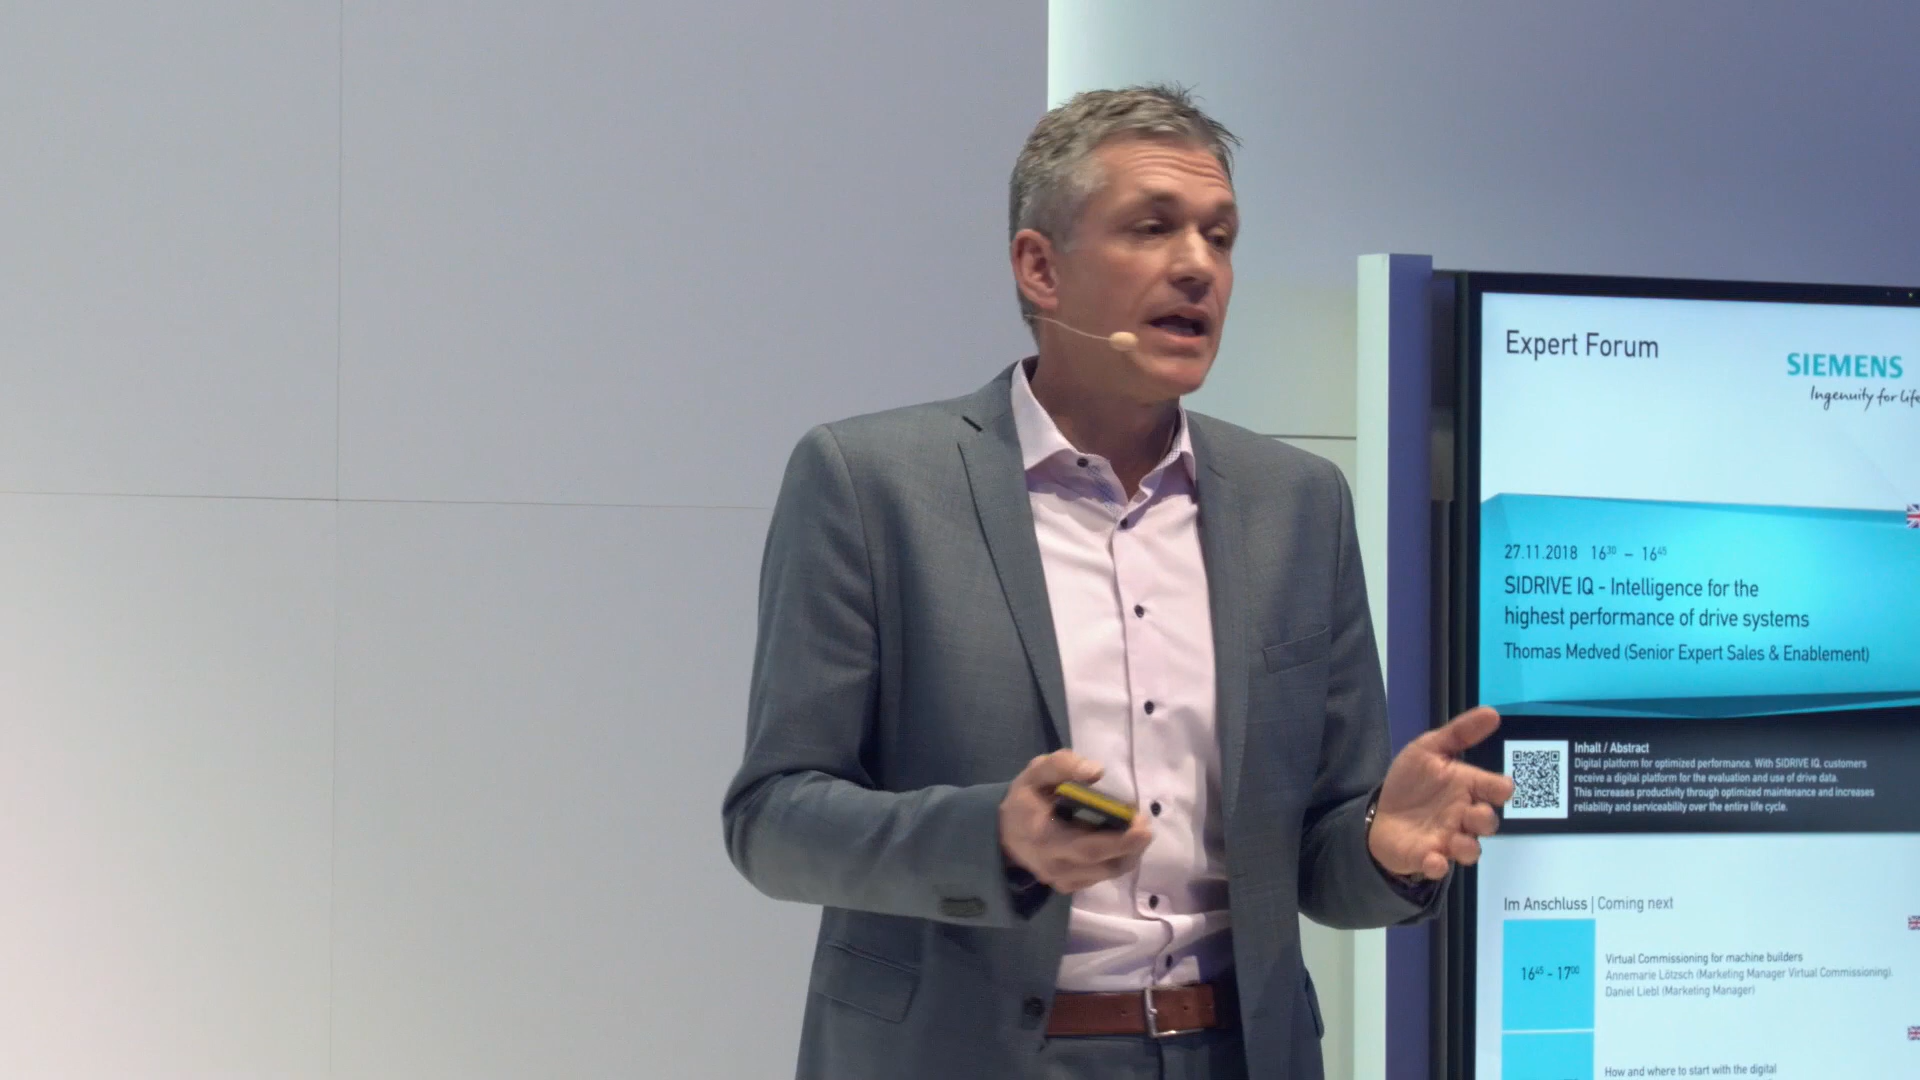 Expert Forum
SIEMENS
Ingenuity for life
27.11.2018 16³⁰ – 16⁴⁵
SIDRIVE IQ - Intelligence for the
highest performance of drive systems
Thomas Medved (Senior Expert Sales & Enablement)
Inhalt / Abstract
Digital platform for optimized performance. With SIDRIVE IQ, customers
receive a digital platform for the evaluation and use of drive data.
This increases productivity through optimized maintenance and increases
reliability and serviceability over the entire life cycle.
Im Anschluss | Coming next
16⁴⁵ - 17⁰⁰
Virtual Commissioning for machine builders
Annemarie Lötzsch (Marketing Manager Virtual Commissioning),
Daniel Liebl (Marketing Manager)
How and where to start with the digital